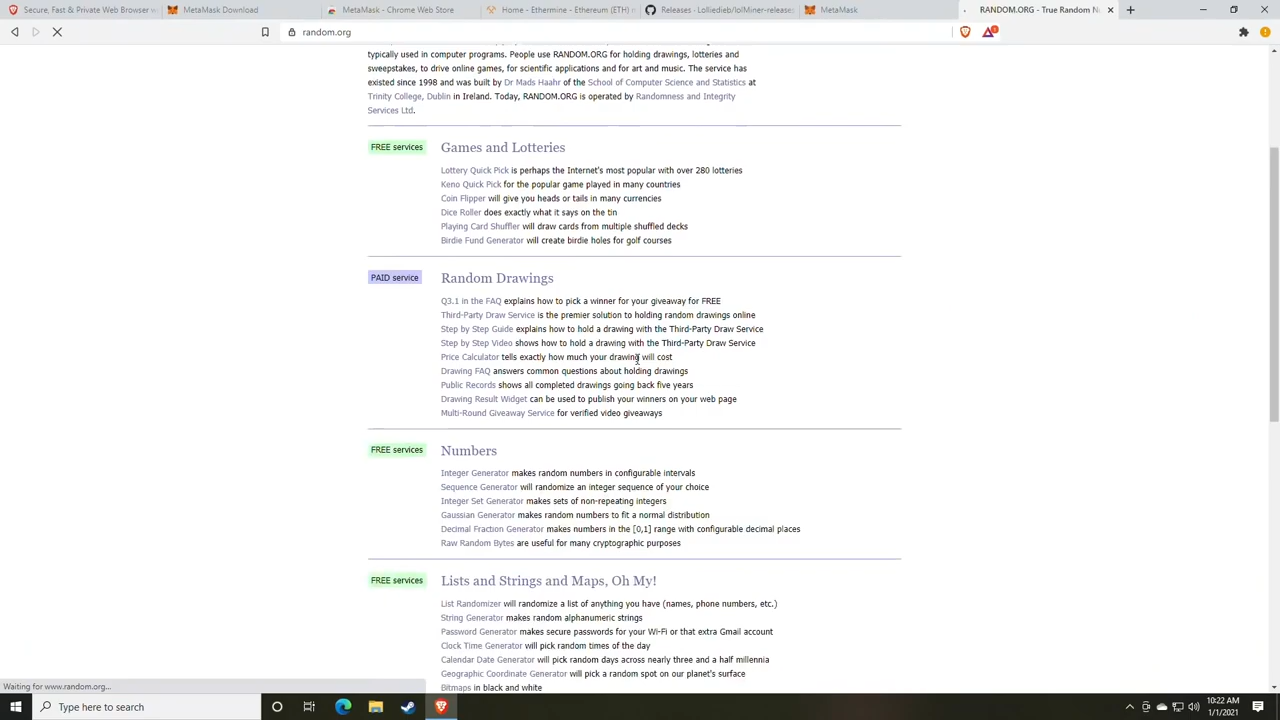 Secure, Fast & Private Web Browser w
MetaMask Download
MetaMask - Chrome Web Store
Home - Ethermine - Ethereum (ETH) m
Releases · Lolliedieb/lolMiner-releases
MetaMask
RANDOM.ORG - True Random Nu
random.org
typically used in computer programs. People use RANDOM.ORG for holding drawings, lotteries and
sweepstakes, to drive online games, for scientific applications and for art and music. The service has
existed since 1998 and was built by Dr Mads Haahr of the School of Computer Science and Statistics at
Trinity College, Dublin in Ireland. Today, RANDOM.ORG is operated by Randomness and Integrity
Services Ltd.
FREE services
Games and Lotteries
Lottery Quick Pick is perhaps the Internet's most popular with over 280 lotteries
Keno Quick Pick for the popular game played in many countries
Coin Flipper will give you heads or tails in many currencies
Dice Roller does exactly what it says on the tin
Playing Card Shuffler will draw cards from multiple shuffled decks
Birdie Fund Generator will create birdie holes for golf courses
PAID service
Random Drawings
Q3.1 in the FAQ explains how to pick a winner for your giveaway for FREE
Third-Party Draw Service is the premier solution to holding random drawings online
Step by Step Guide explains how to hold a drawing with the Third-Party Draw Service
Step by Step Video shows how to hold a drawing with the Third-Party Draw Service
Price Calculator tells exactly how much your drawing will cost
Drawing FAQ answers common questions about holding drawings
Public Records shows all completed drawings going back five years
Drawing Result Widget can be used to publish your winners on your web page
Multi-Round Giveaway Service for verified video giveaways
FREE services
Numbers
Integer Generator makes random numbers in configurable intervals
Sequence Generator will randomize an integer sequence of your choice
Integer Set Generator makes sets of non-repeating integers
Gaussian Generator makes random numbers to fit a normal distribution
Decimal Fraction Generator makes numbers in the [0,1] range with configurable decimal places
Raw Random Bytes are useful for many cryptographic purposes
FREE services
Lists and Strings and Maps, Oh My!
List Randomizer will randomize a list of anything you have (names, phone numbers, etc.)
String Generator makes random alphanumeric strings
Password Generator makes secure passwords for your Wi-Fi or that extra Gmail account
Clock Time Generator will pick random times of the day
Calendar Date Generator will pick random days across nearly three and a half millennia
Geographic Coordinate Generator will pick a random spot on our planet's surface
Bitmaps in black and white
Waiting for www.random.org...
Type here to search
10:22 AM
1/1/2021